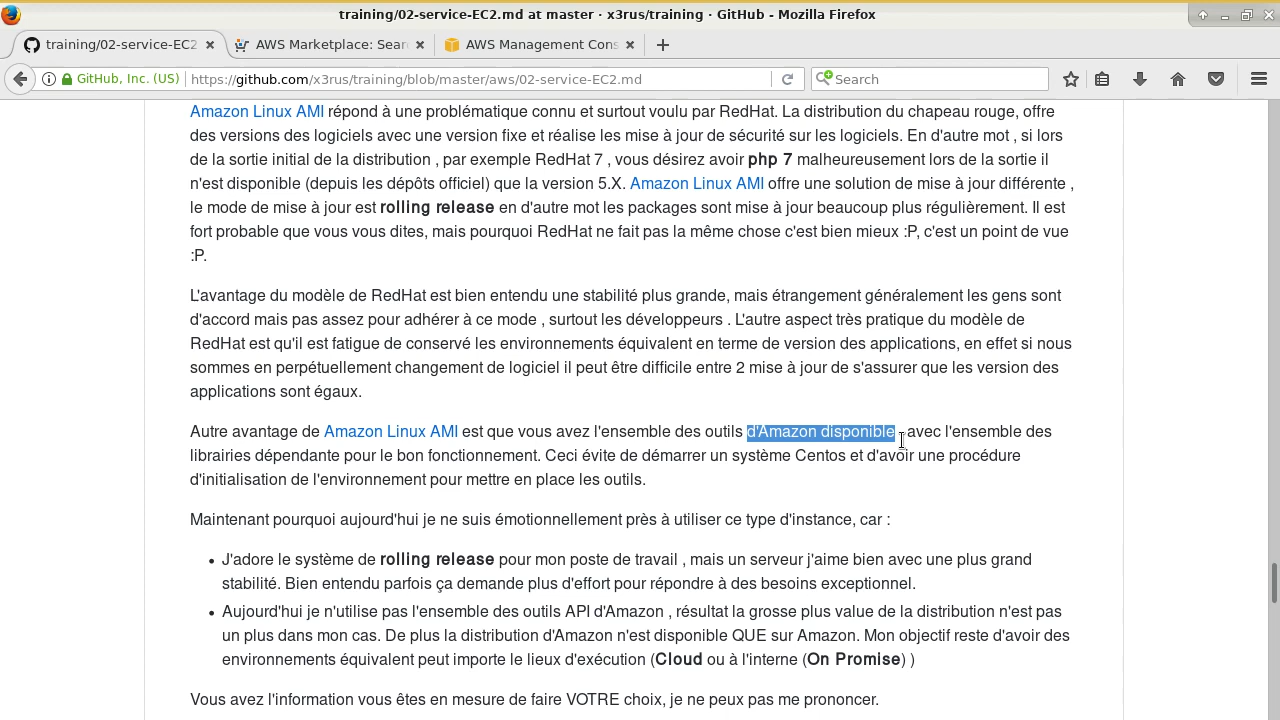 training/02-service-EC2.md at master · x3rus/training · GitHub - Mozilla Firefox
training/02-service-EC2
AWS Marketplace: Sear
AWS Management Cons
GitHub, Inc. (US)
https://github.com/x3rus/training/blob/master/aws/02-service-EC2.md
Search
Amazon Linux AMI répond à une problématique connu et surtout voulu par RedHat. La distribution du chapeau rouge, offre
des versions des logiciels avec une version fixe et réalise les mise à jour de sécurité sur les logiciels. En d'autre mot , si lors
de la sortie initial de la distribution , par exemple RedHat 7 , vous désirez avoir php 7 malheureusement lors de la sortie il
n'est disponible (depuis les dépôts officiel) que la version 5.X. Amazon Linux AMI offre une solution de mise à jour différente ,
le mode de mise à jour est rolling release en d'autre mot les packages sont mise à jour beaucoup plus régulièrement. Il est
fort probable que vous vous dites, mais pourquoi RedHat ne fait pas la même chose c'est bien mieux :P, c'est un point de vue
:P.
L'avantage du modèle de RedHat est bien entendu une stabilité plus grande, mais étrangement généralement les gens sont
d'accord mais pas assez pour adhérer à ce mode , surtout les développeurs . L'autre aspect très pratique du modèle de
RedHat est qu'il est fatigue de conservé les environnements équivalent en terme de version des applications, en effet si nous
sommes en perpétuellement changement de logiciel il peut être difficile entre 2 mise à jour de s'assurer que les version des
applications sont égaux.
Autre avantage de Amazon Linux AMI est que vous avez l'ensemble des outils d'Amazon disponible , avec l'ensemble des
librairies dépendante pour le bon fonctionnement. Ceci évite de démarrer un système Centos et d'avoir une procédure
d'initialisation de l'environnement pour mettre en place les outils.
Maintenant pourquoi aujourd'hui je ne suis émotionnellement près à utiliser ce type d'instance, car :
• J'adore le système de rolling release pour mon poste de travail , mais un serveur j'aime bien avec une plus grand
stabilité. Bien entendu parfois ça demande plus d'effort pour répondre à des besoins exceptionnel.
• Aujourd'hui je n'utilise pas l'ensemble des outils API d'Amazon , résultat la grosse plus value de la distribution n'est pas
un plus dans mon cas. De plus la distribution d'Amazon n'est disponible QUE sur Amazon. Mon objectif reste d'avoir des
environnements équivalent peut importe le lieux d'exécution (Cloud ou à l'interne (On Promise) )
Vous avez l'information vous êtes en mesure de faire VOTRE choix, je ne peux pas me prononcer.